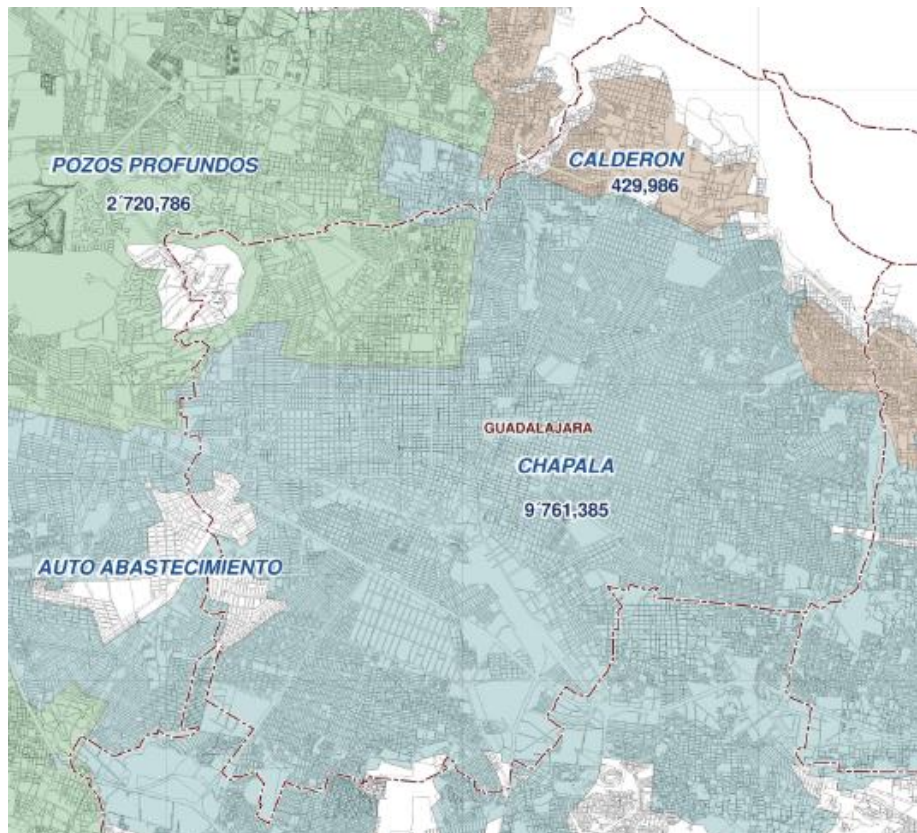 POZOS PROFUNDOS
2´720,786
CALDERON
429,986
GUADALAJARA
CHAPALA
9´761,385
AUTO ABASTECIMIENTO